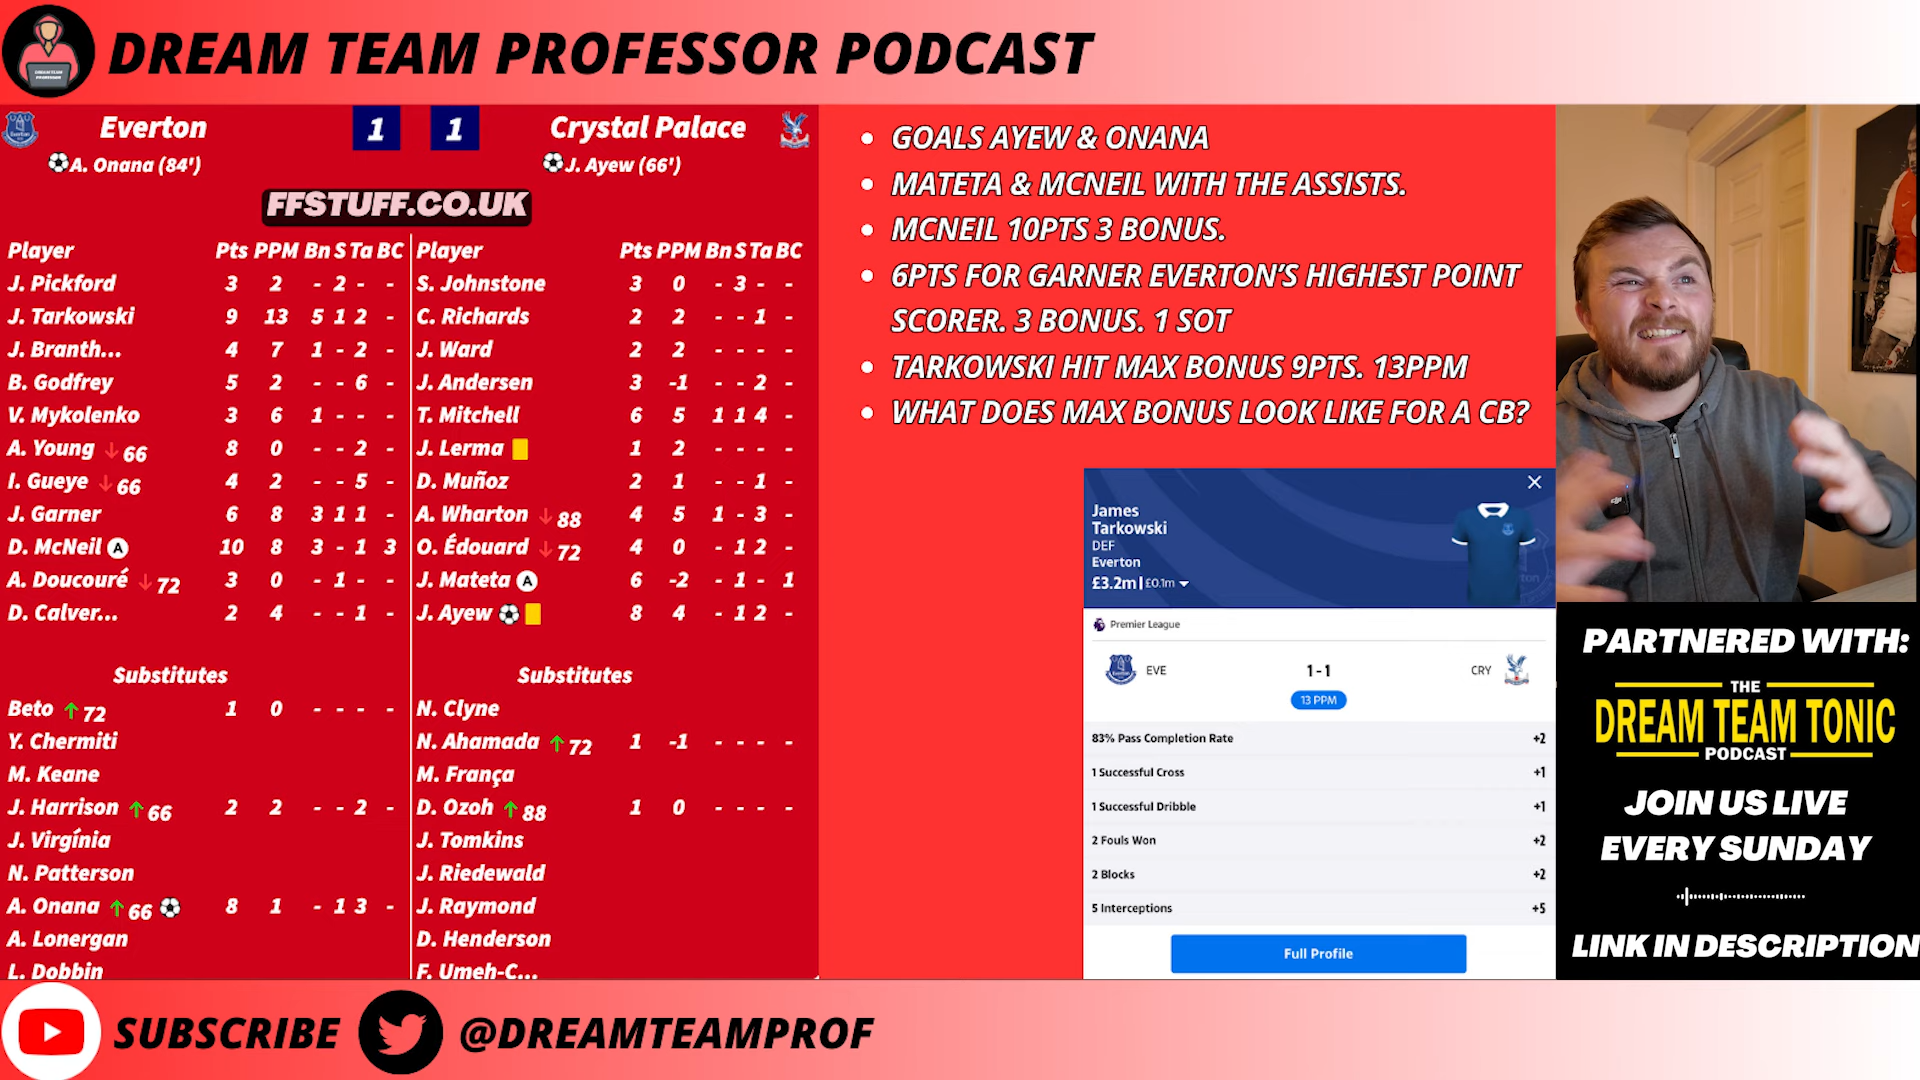 DREAM TEAM PROFESSOR PODCAST
Everton 1 1 Crystal Palace
A. Onana (84') J. Ayew (66')
FFSTUFF.CO.UK
Player Pts PPM Bn S Ta BC
J. Pickford 3 2 - 2 - -
J. Tarkowski 9 13 5 1 2 -
J. Branth... 4 7 1 - 2 -
B. Godfrey 5 2 - - 6 -
V. Mykolenko 3 6 1 - - -
A. Young 66 8 0 - - 2 -
I. Gueye 66 4 2 - - 5 -
J. Garner 6 8 3 1 1 -
D. McNeil A 10 8 3 - 1 3
A. Doucouré 72 3 0 - 1 - -
D. Calver... 2 4 - - 1 -
Substitutes
Beto 72 1 0 - - - -
Y. Chermiti
M. Keane
J. Harrison 66 2 2 - - 2 -
J. Virgínia
N. Patterson
A. Onana 66 8 1 - 1 3 -
A. Lonergan
L. Dobbin
Player Pts PPM Bn S Ta BC
S. Johnstone 3 0 - 3 - -
C. Richards 2 2 - - 1 -
J. Ward 2 2 - - - -
J. Andersen 3 -1 - - 2 -
T. Mitchell 6 5 1 1 4 -
J. Lerma 1 2 - - - -
D. Muñoz 2 1 - - 1 -
A. Wharton 88 4 5 1 - 3 -
O. Édouard 72 4 0 - 1 2 -
J. Mateta A 6 -2 - 1 - 1
J. Ayew 8 4 - 1 2 -
Substitutes
N. Clyne
N. Ahamada 72 1 -1 - - - -
M. França
D. Ozoh 88 1 0 - - - -
J. Tomkins
J. Riedewald
J. Raymond
D. Henderson
F. Umeh-C...
• GOALS AYEW & ONANA
• MATETA & MCNEIL WITH THE ASSISTS.
• MCNEIL 10PTS 3 BONUS.
• 6PTS FOR GARNER EVERTON'S HIGHEST POINT
SCORER. 3 BONUS. 1 SOT
• TARKOWSKI HIT MAX BONUS 9PTS. 13PPM
• WHAT DOES MAX BONUS LOOK LIKE FOR A CB?
James
Tarkowski
DEF
Everton
£3.2m | £0.1m
Premier League
EVE 1 - 1 CRY
13 PPM
83% Pass Completion Rate +2
1 Successful Cross +1
1 Successful Dribble +1
2 Fouls Won +2
2 Blocks +2
5 Interceptions +5
Full Profile
PARTNERED WITH:
THE
DREAM TEAM TONIC
PODCAST
JOIN US LIVE
EVERY SUNDAY
LINK IN DESCRIPTION
SUBSCRIBE @DREAMTEAMPROF